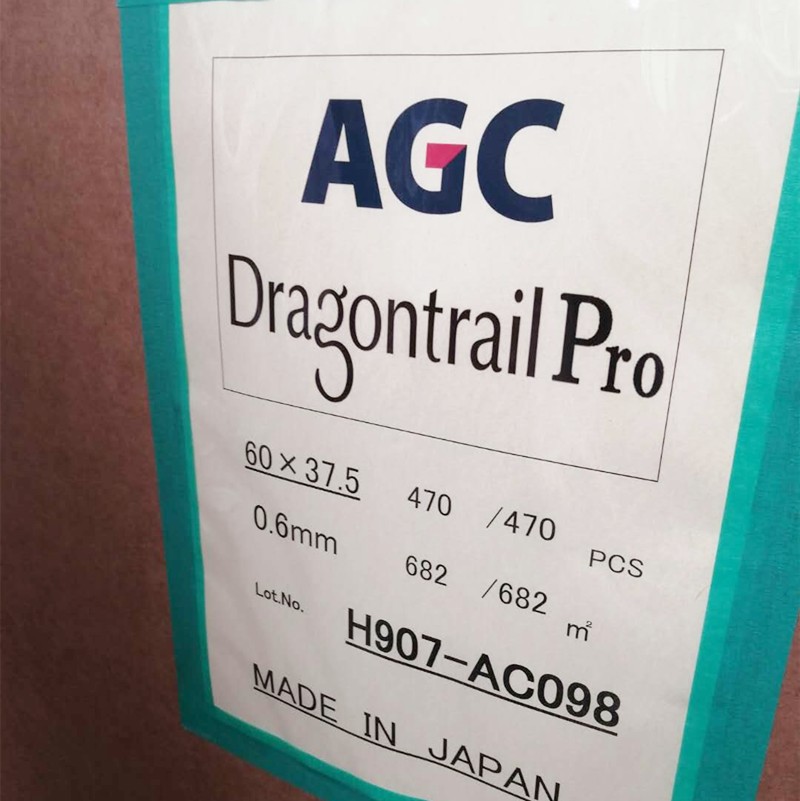 AGC
Dragontrail Pro
60×37.5 470 /470 PCS
0.6mm 682 /682 m²
Lot.No. H907-AC098
MADE IN JAPAN